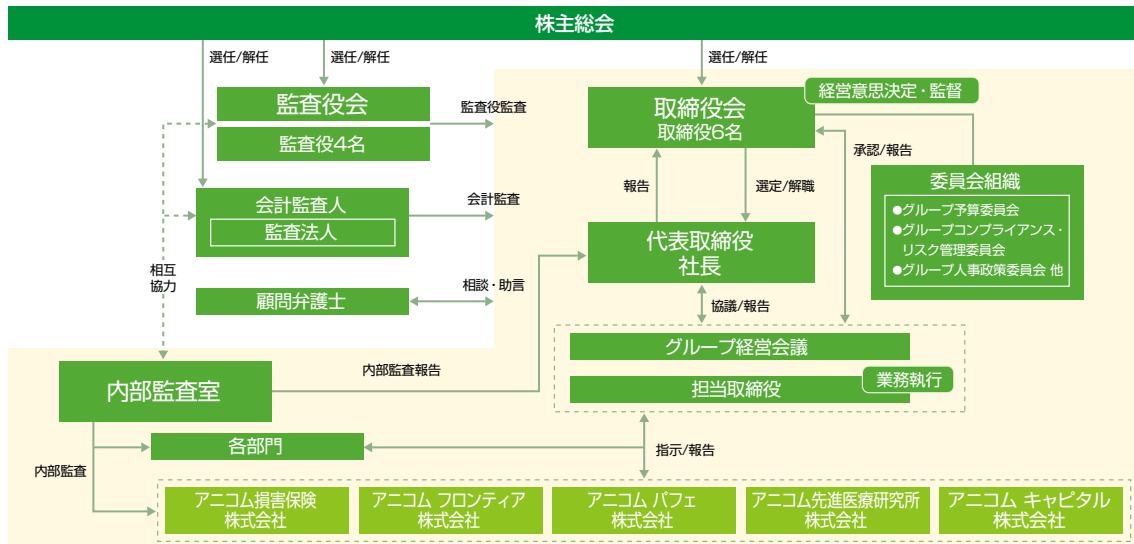 株主総会
選任/解任
選任/解任
選任/解任
監査役会
監査役4名
監査役監査
取締役会
取締役6名
経営意思決定・監督
承認/報告
委員会組織
●グループ予算委員会
●グループコンプライアンス・
リスク管理委員会
●グループ人事政策委員会 他
会計監査人
監査法人
会計監査
報告
選定/解職
代表取締役
社長
相互
協力
顧問弁護士
相談・助言
協議/報告
グループ経営会議
担当取締役
業務執行
内部監査室
内部監査報告
各部門
指示/報告
内部監査
アニコム損害保険
株式会社
アニコム フロンティア
株式会社
アニコム パフェ
株式会社
アニコム先進医療研究所
株式会社
アニコム キャピタル
株式会社